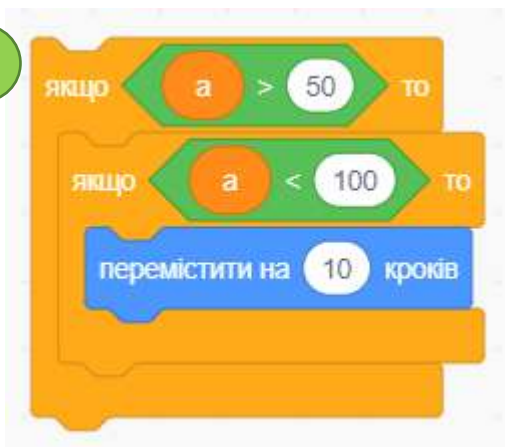 якщо a > 50 то
якщо a < 100 то
перемістити на 10 кроків